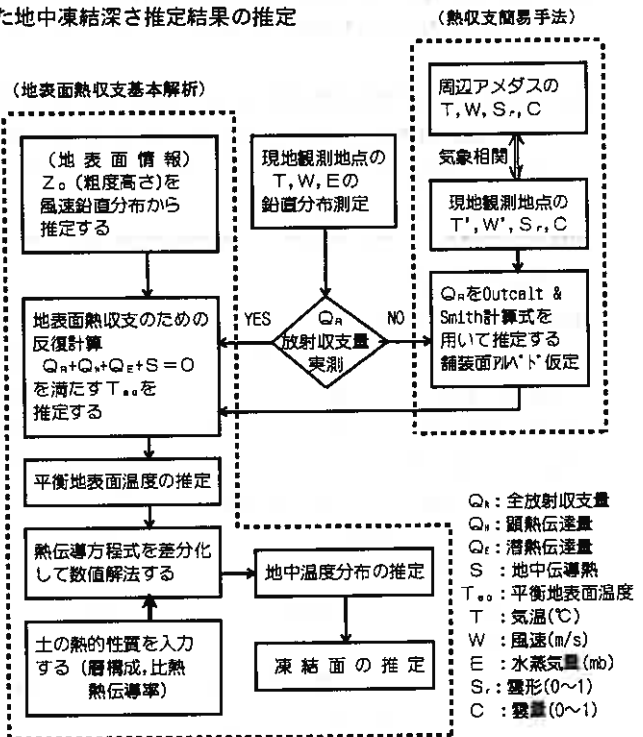 た地中凍結深さ推定結果の推定
(熱収支簡易手法)
(地表面熱収支基本解析)
周辺アメダスの
T, W, Sr, C
気象相関
現地観測地点の
T', W', Sr, C
QRをOutcalt &
Smith計算式を
用いて推定する
舗装面アルベド仮定
(地表面情報)
Zo (粗度高さ)を
風速鉛直分布から
推定する
現地観測地点の
T, W, Eの
鉛直分布測定
YES
QR
放射収支量
実測
NO
地表面熱収支のための
反復計算
QR+QH+QE+S=0
を満たすTeqを
推定する
平衡地表面温度の推定
熱伝導方程式を差分化
して数値解法する
土の熱的性質を入力
する (層構成,比熱
熱伝導率)
地中温度分布の推定
凍結面の推定
QR:全放射収支量
QH:顕熱伝達量
QE:潜熱伝達量
S :地中伝導熱
Teq:平衡地表面温度
T :気温(℃)
W :風速(m/s)
E :水蒸気量(mb)
Sr:雲形(0~1)
C :雲量(0~1)